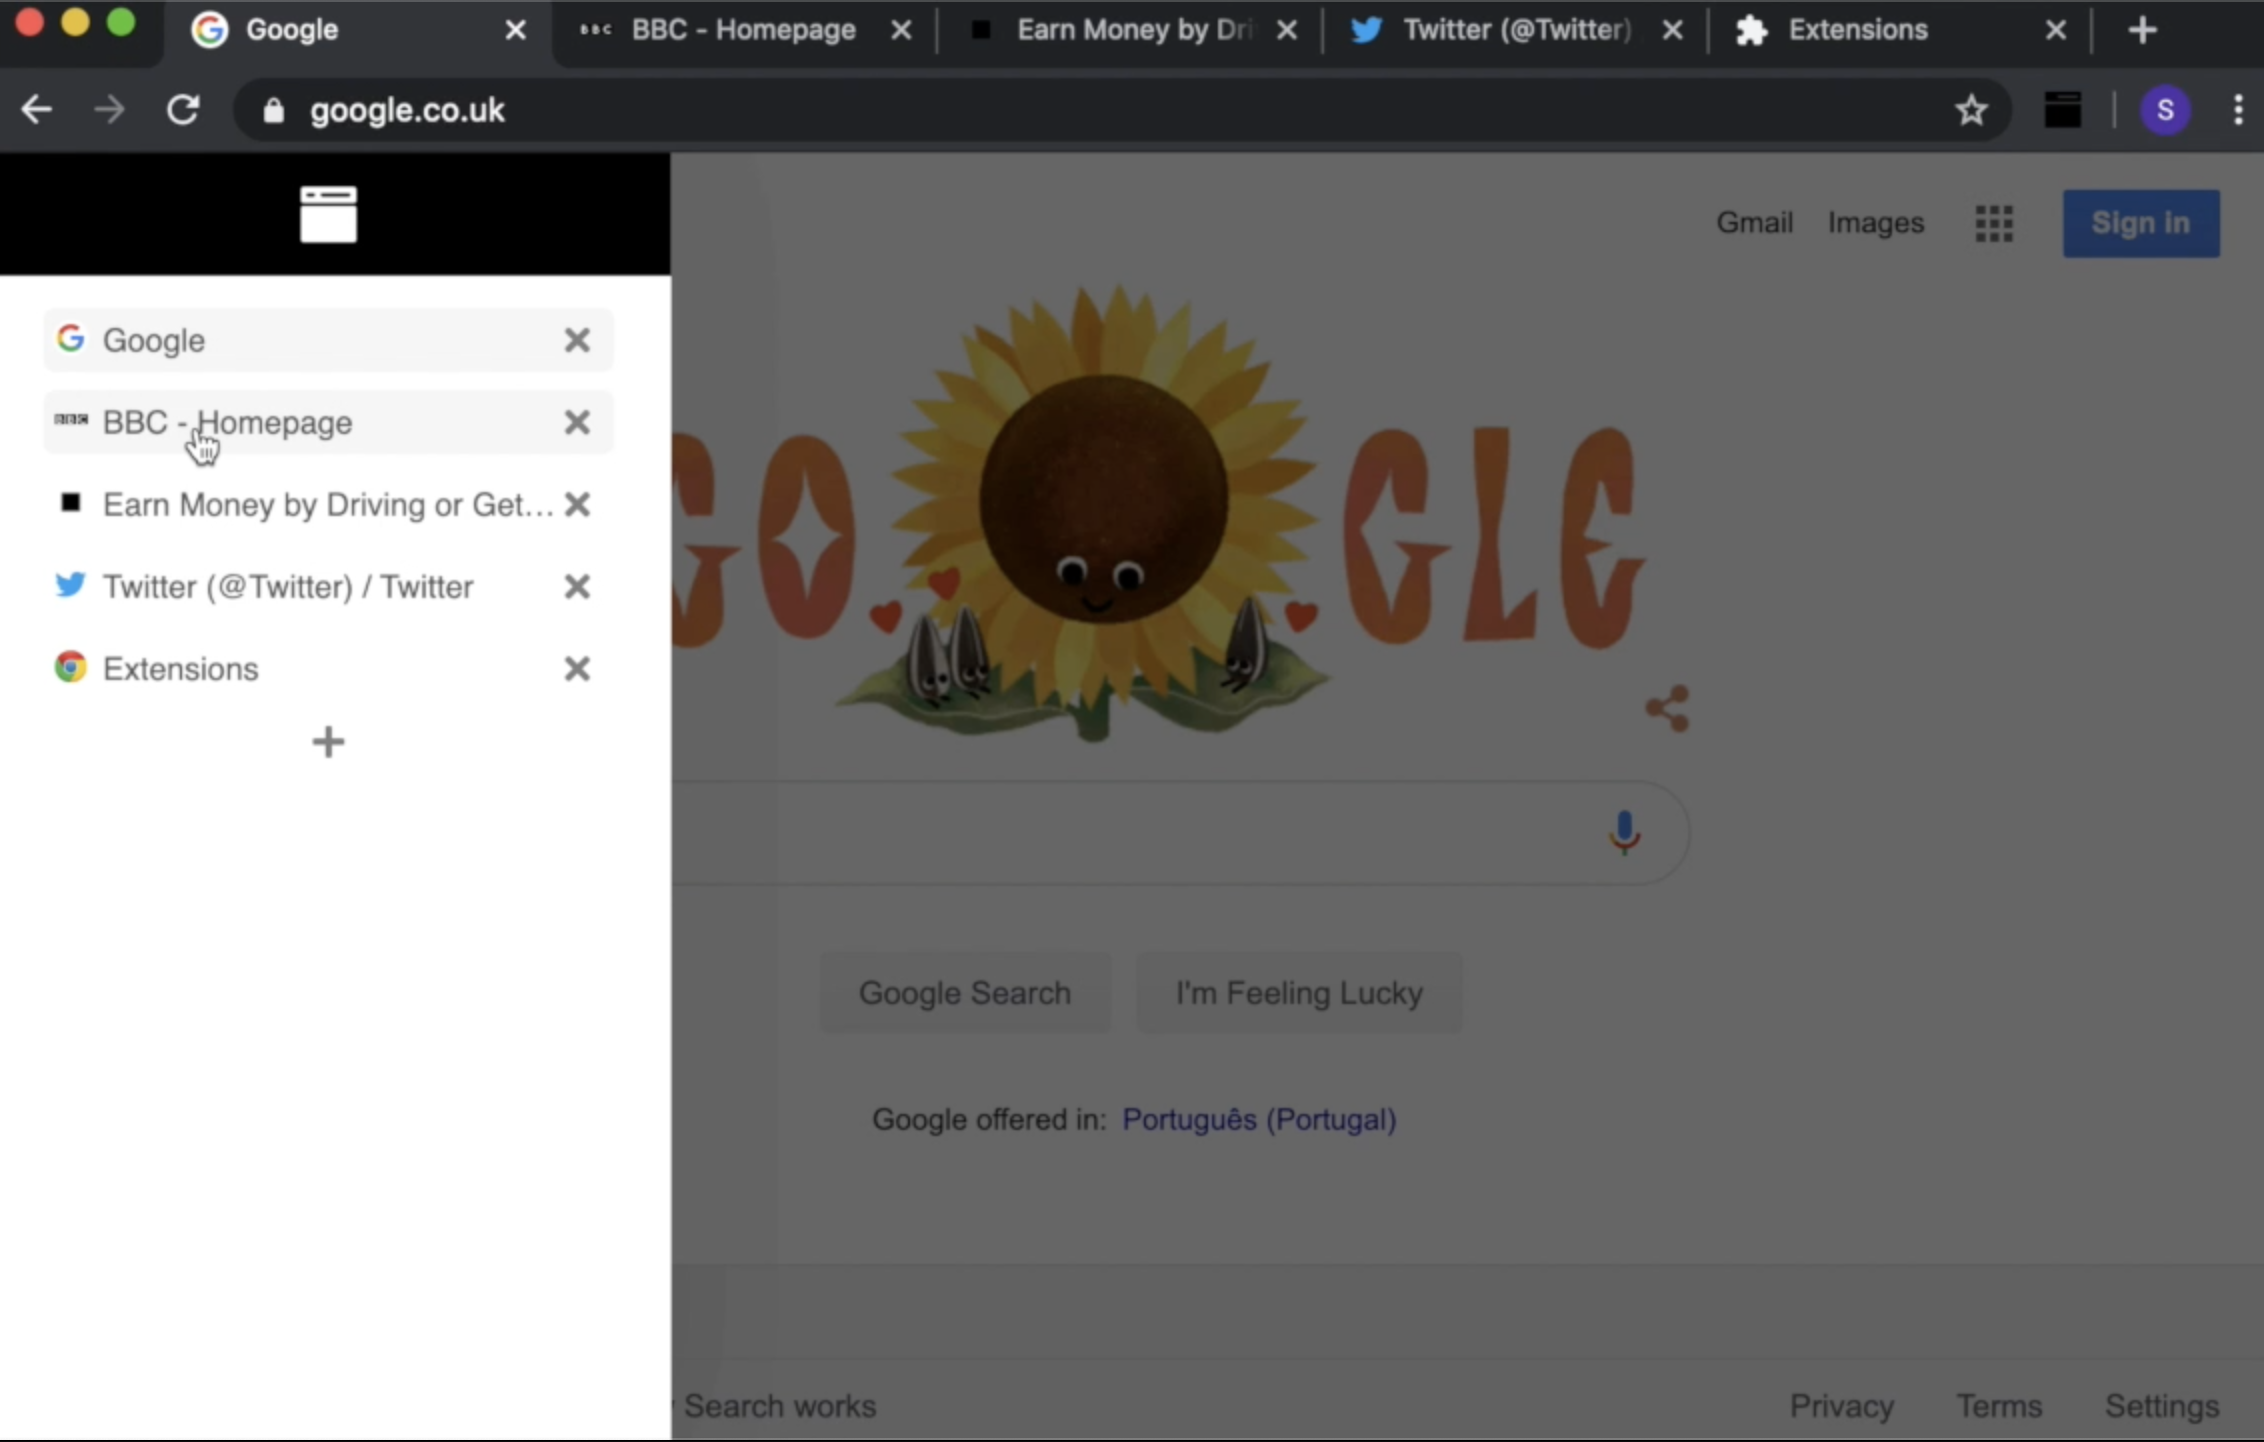 Google
BBC BBC - Homepage
Earn Money by Dri
Twitter (@Twitter)
Extensions
google.co.uk
S
Gmail Images Sign in
Google
BBC BBC - Homepage
Earn Money by Driving or Get...
Twitter (@Twitter) / Twitter
Extensions
GO GLE
Google Search I'm Feeling Lucky
Google offered in: Português (Portugal)
Search works Privacy Terms Settings